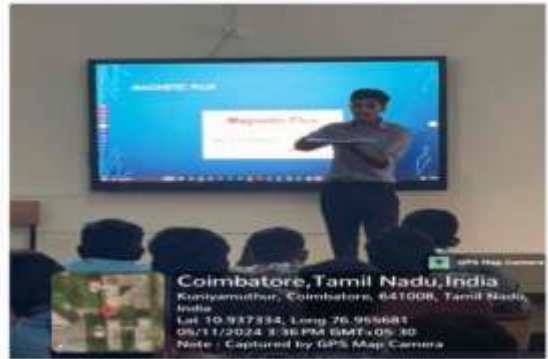 MAGNETIC FLUX
Magnetic Flux
GPS Map Camera
Coimbatore,Tamil Nadu,India
Kuniyamuthur, Coimbatore, 641008, Tamil Nadu,
India
Lat 10.937334, Long 76.955681
05/11/2024 3:36 PM GMT+05:30
Note : Captured by GPS Map Camera